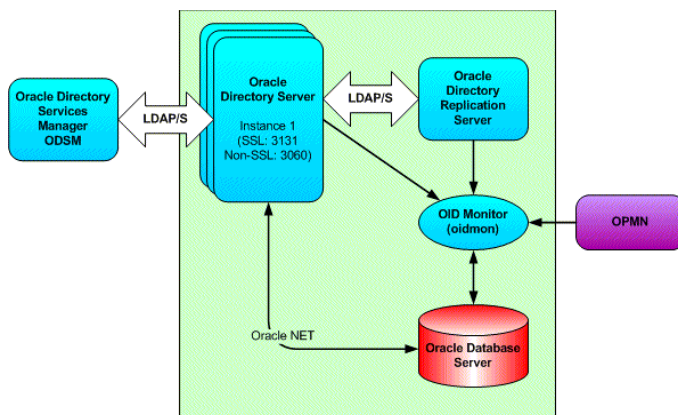 Oracle Directory
Services
Manager
ODSM
LDAP/S
Oracle
Directory Server
Instance 1
(SSL: 3131
Non-SSL: 3060)
LDAP/S
Oracle
Directory
Replication
Server
OID Monitor
(oidmon)
OPMN
Oracle NET
Oracle Database
Server